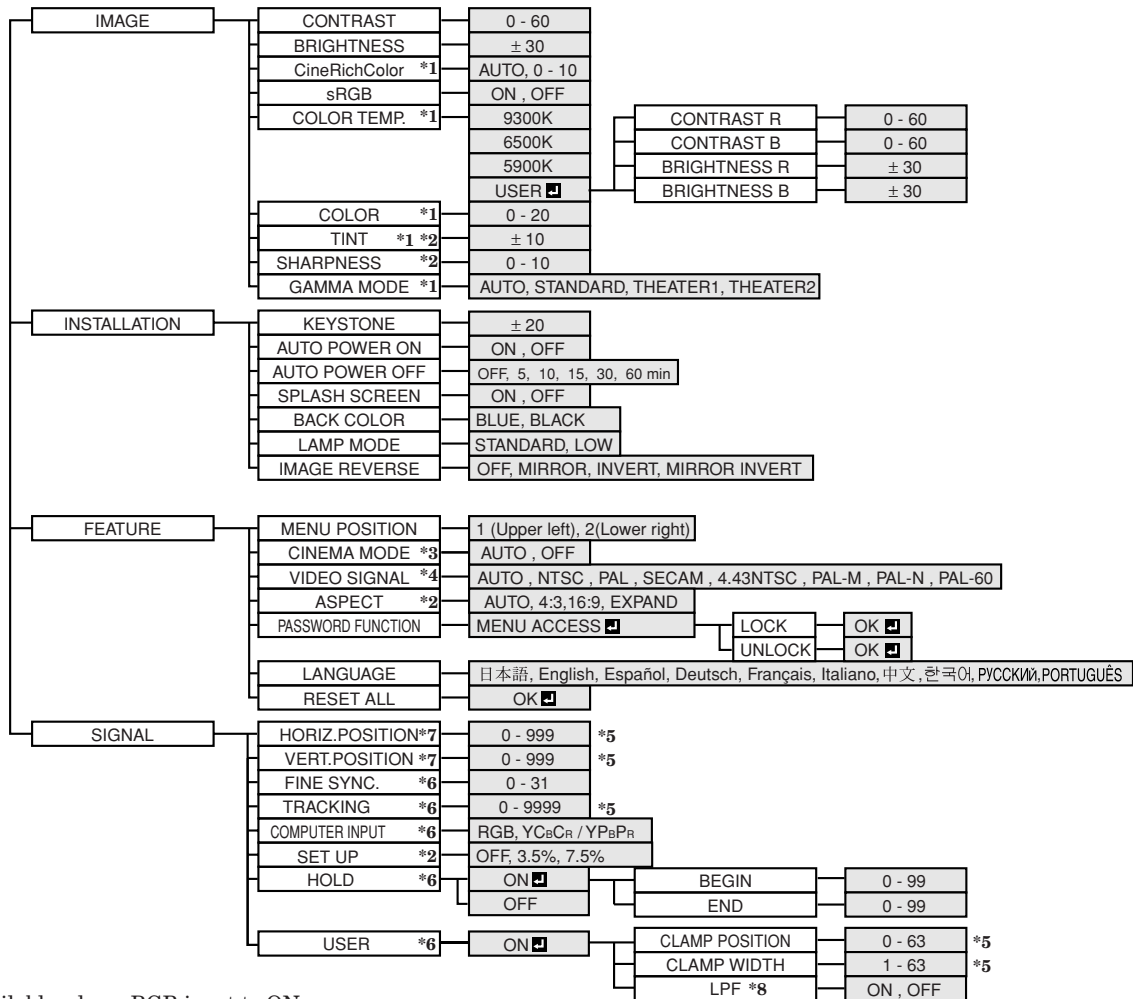 IMAGE CONTRAST 0 - 60
BRIGHTNESS ± 30
CineRichColor *1 AUTO, 0 - 10
sRGB ON , OFF
COLOR TEMP. *1 9300K CONTRAST R 0 - 60
6500K CONTRAST B 0 - 60
5900K BRIGHTNESS R ± 30
USER BRIGHTNESS B ± 30
COLOR *1 0 - 20
TINT *1 *2 ± 10
SHARPNESS *2 0 - 10
GAMMA MODE *1 AUTO, STANDARD, THEATER1, THEATER2
INSTALLATION KEYSTONE ± 20
AUTO POWER ON ON , OFF
AUTO POWER OFF OFF, 5, 10, 15, 30, 60 min
SPLASH SCREEN ON , OFF
BACK COLOR BLUE, BLACK
LAMP MODE STANDARD, LOW
IMAGE REVERSE OFF, MIRROR, INVERT, MIRROR INVERT
FEATURE MENU POSITION 1 (Upper left), 2(Lower right)
CINEMA MODE *3 AUTO , OFF
VIDEO SIGNAL *4 AUTO , NTSC , PAL , SECAM , 4.43NTSC , PAL-M , PAL-N , PAL-60
ASPECT *2 AUTO, 4:3,16:9, EXPAND
PASSWORD FUNCTION MENU ACCESS LOCK OK
UNLOCK OK
LANGUAGE 日本語, English, Español, Deutsch, Français, Italiano, 中文, 한국어, РУССКИЙ, PORTUGUÊS
RESET ALL OK
SIGNAL HORIZ.POSITION*7 0 - 999 *5
VERT.POSITION *7 0 - 999 *5
FINE SYNC. *6 0 - 31
TRACKING *6 0 - 9999 *5
COMPUTER INPUT *6 RGB, YCBCR / YPBPR
SET UP *2 OFF, 3.5%, 7.5%
HOLD *6 ON BEGIN 0 - 99
OFF END 0 - 99
USER *6 ON CLAMP POSITION 0 - 63 *5
CLAMP WIDTH 1 - 63 *5
LPF *8 ON , OFF